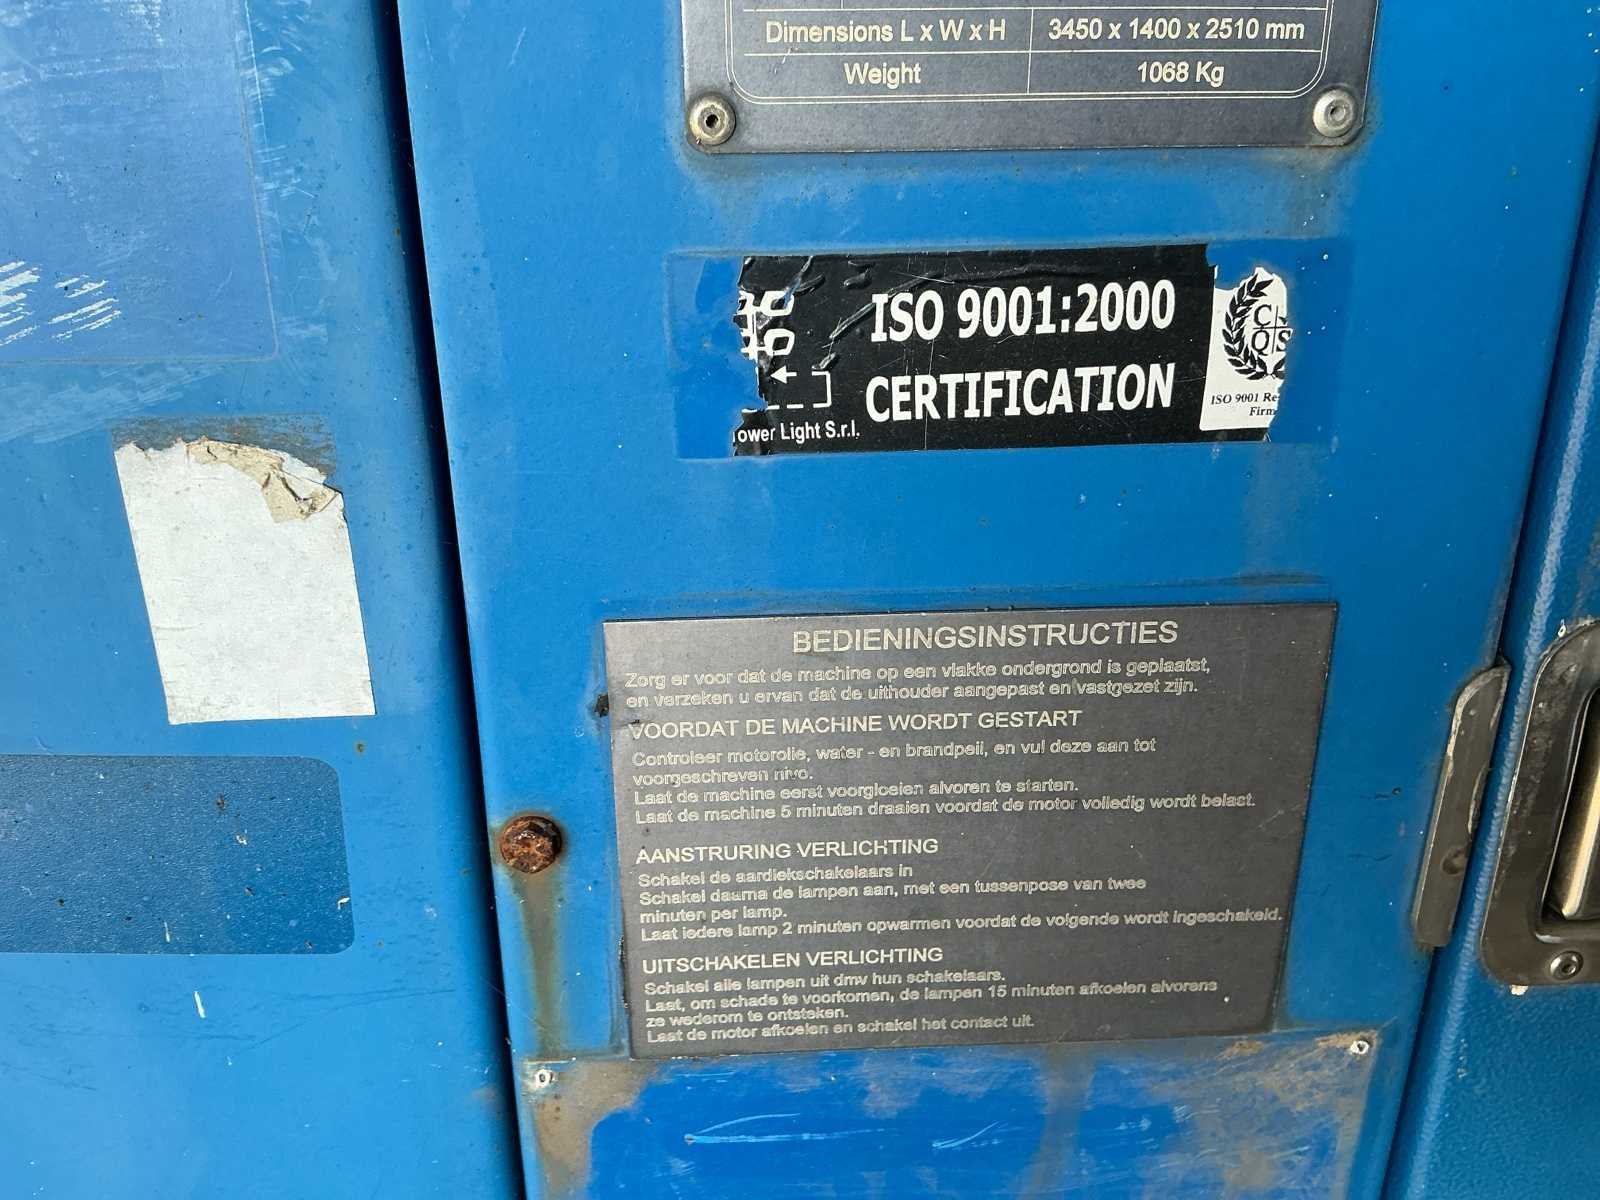 Dimensions L x W x H 3450 x 1400 x 2510 mm
Weight 1068 Kg
ISO 9001:2000
CERTIFICATION
ower Light S.r.l.
C
Q S
ISO 9001 Re
Firm
BEDIENINGSINSTRUCTIES
Zorg er voor dat de machine op een vlakke ondergrond is geplaatst,
en verzeken u ervan dat de uithouder aangepast en vastgezet zijn.
VOORDAT DE MACHINE WORDT GESTART
Controleer motorolie, water - en brandpeil, en vul deze aan tot
voorgeschreven nivo.
Laat de machine eerst voorgloeien alvoren te starten.
Laat de machine 5 minuten draaien voordat de motor volledig wordt belast.
AANSTRURING VERLICHTING
Schakel de aardlekschakelaars in
Schakel daarna de lampen aan, met een tussenpose van twee
minuten per lamp.
Laat iedere lamp 2 minuten opwarmen voordat de volgende wordt ingeschakeld.
UITSCHAKELEN VERLICHTING
Schakel alle lampen uit dmv hun schakelaars.
Laat, om schade te voorkomen, de lampen 15 minuten afkoelen alvorens
ze wederom te ontsteken.
Laat de motor afkoelen en schakel het contact uit.